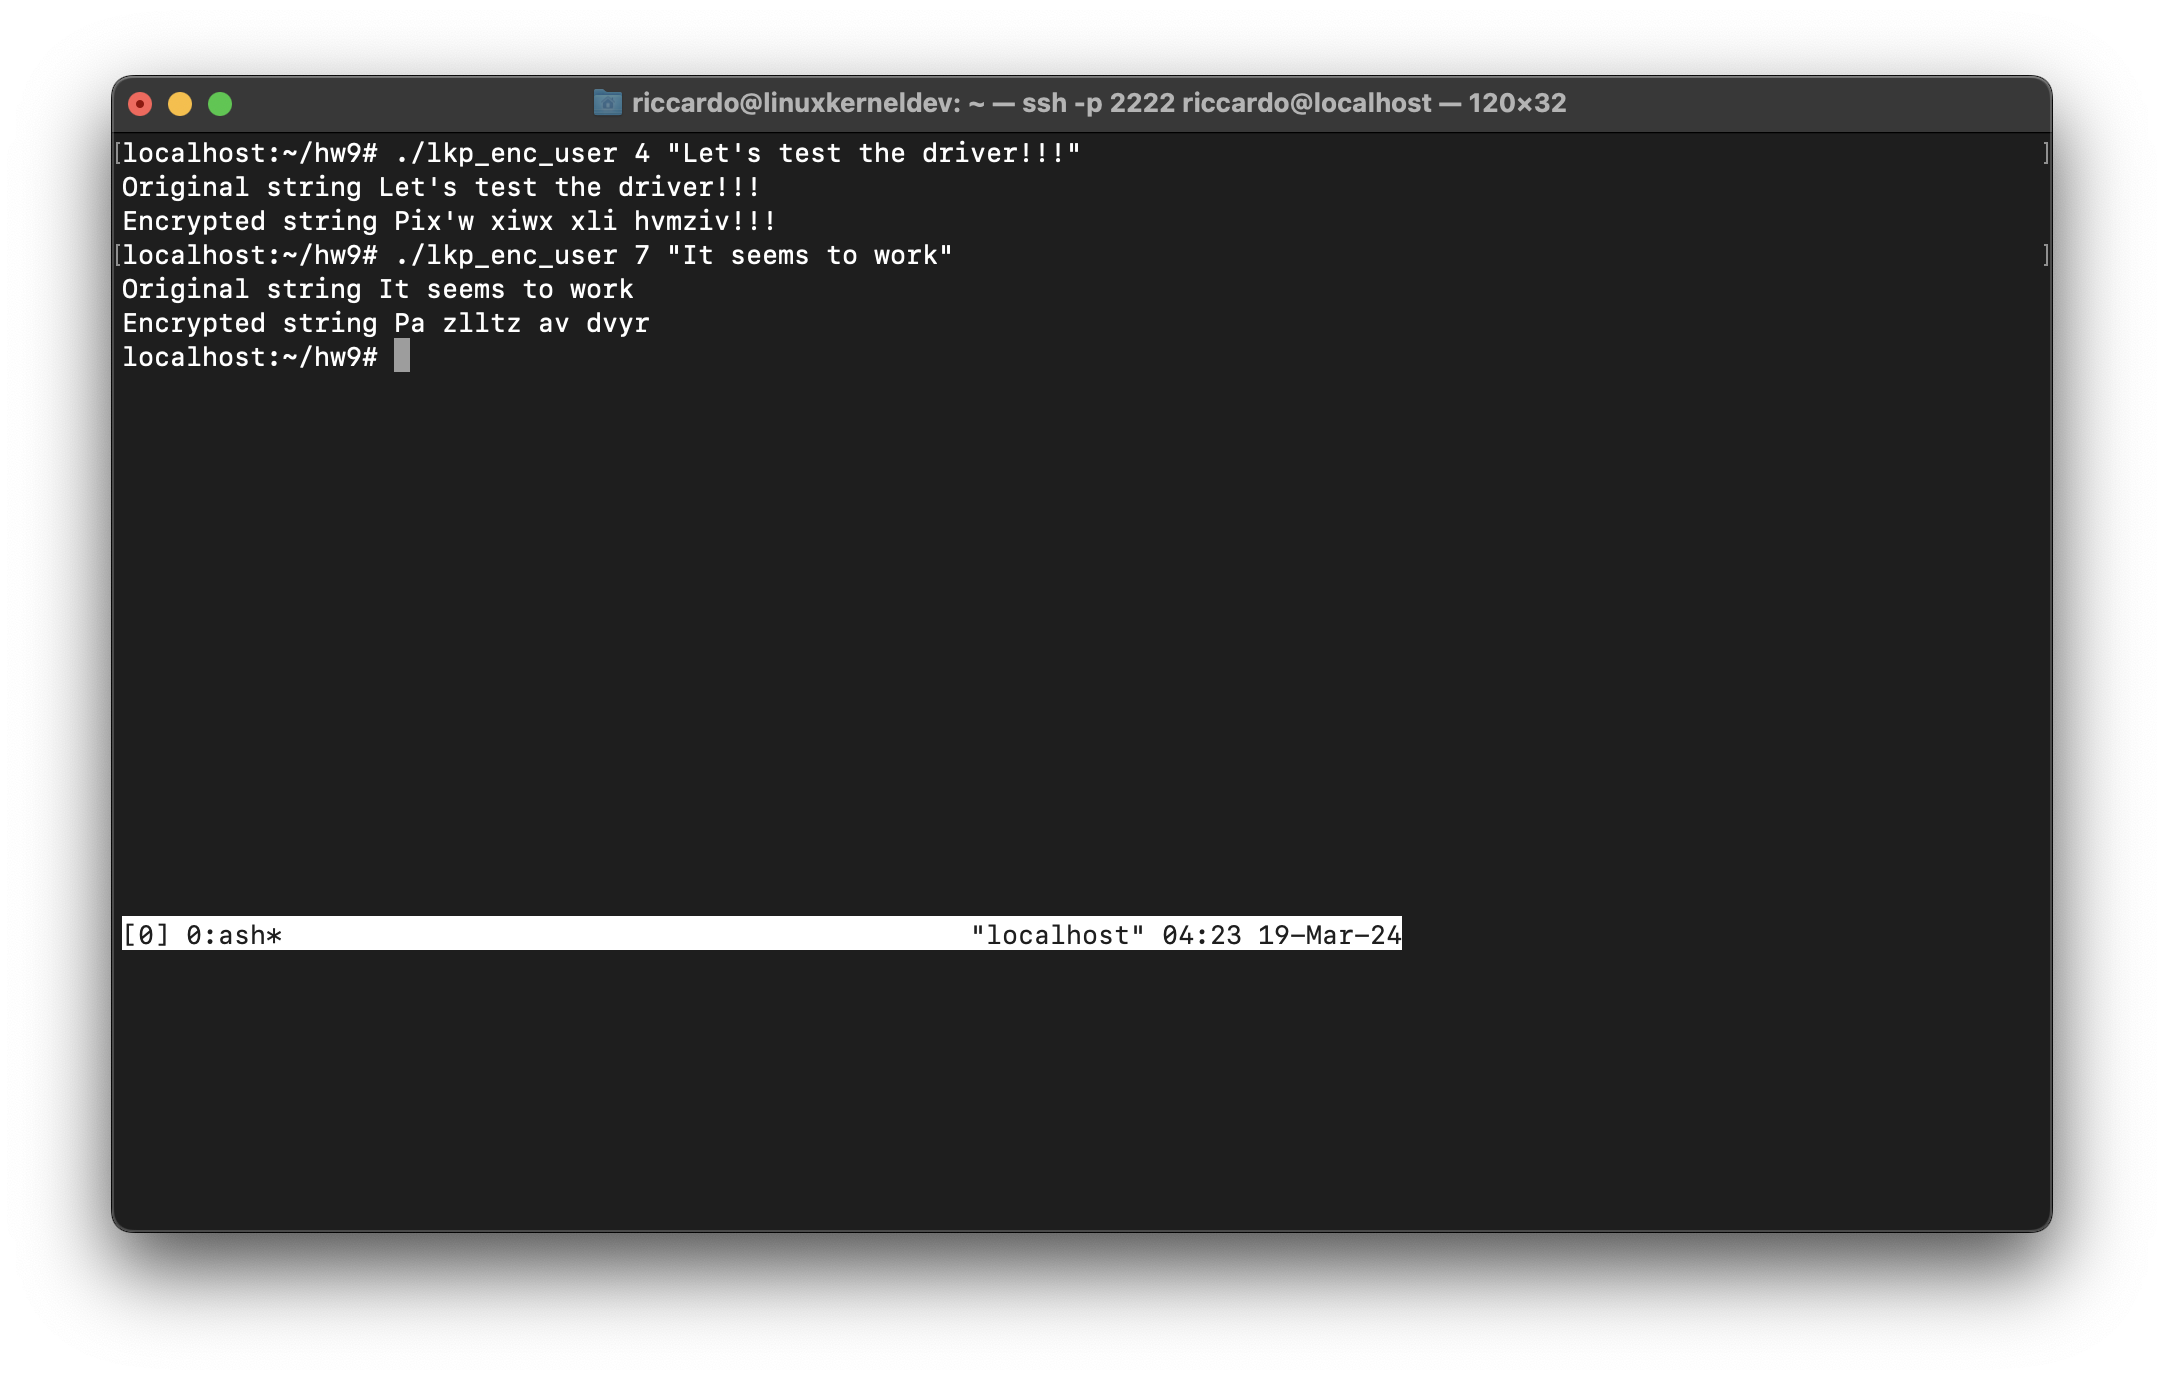 riccardo@linuxkerneldev: ~ — ssh -p 2222 riccardo@localhost — 120×32
[localhost:~/hw9# ./lkp_enc_user 4 "Let's test the driver!!!" ]
Original string Let's test the driver!!!
Encrypted string Pix'w xiwx xli hvmziv!!!
[localhost:~/hw9# ./lkp_enc_user 7 "It seems to work" ]
Original string It seems to work
Encrypted string Pa zlltz av dvyr
localhost:~/hw9#
[0] 0:ash* "localhost" 04:23 19-Mar-24